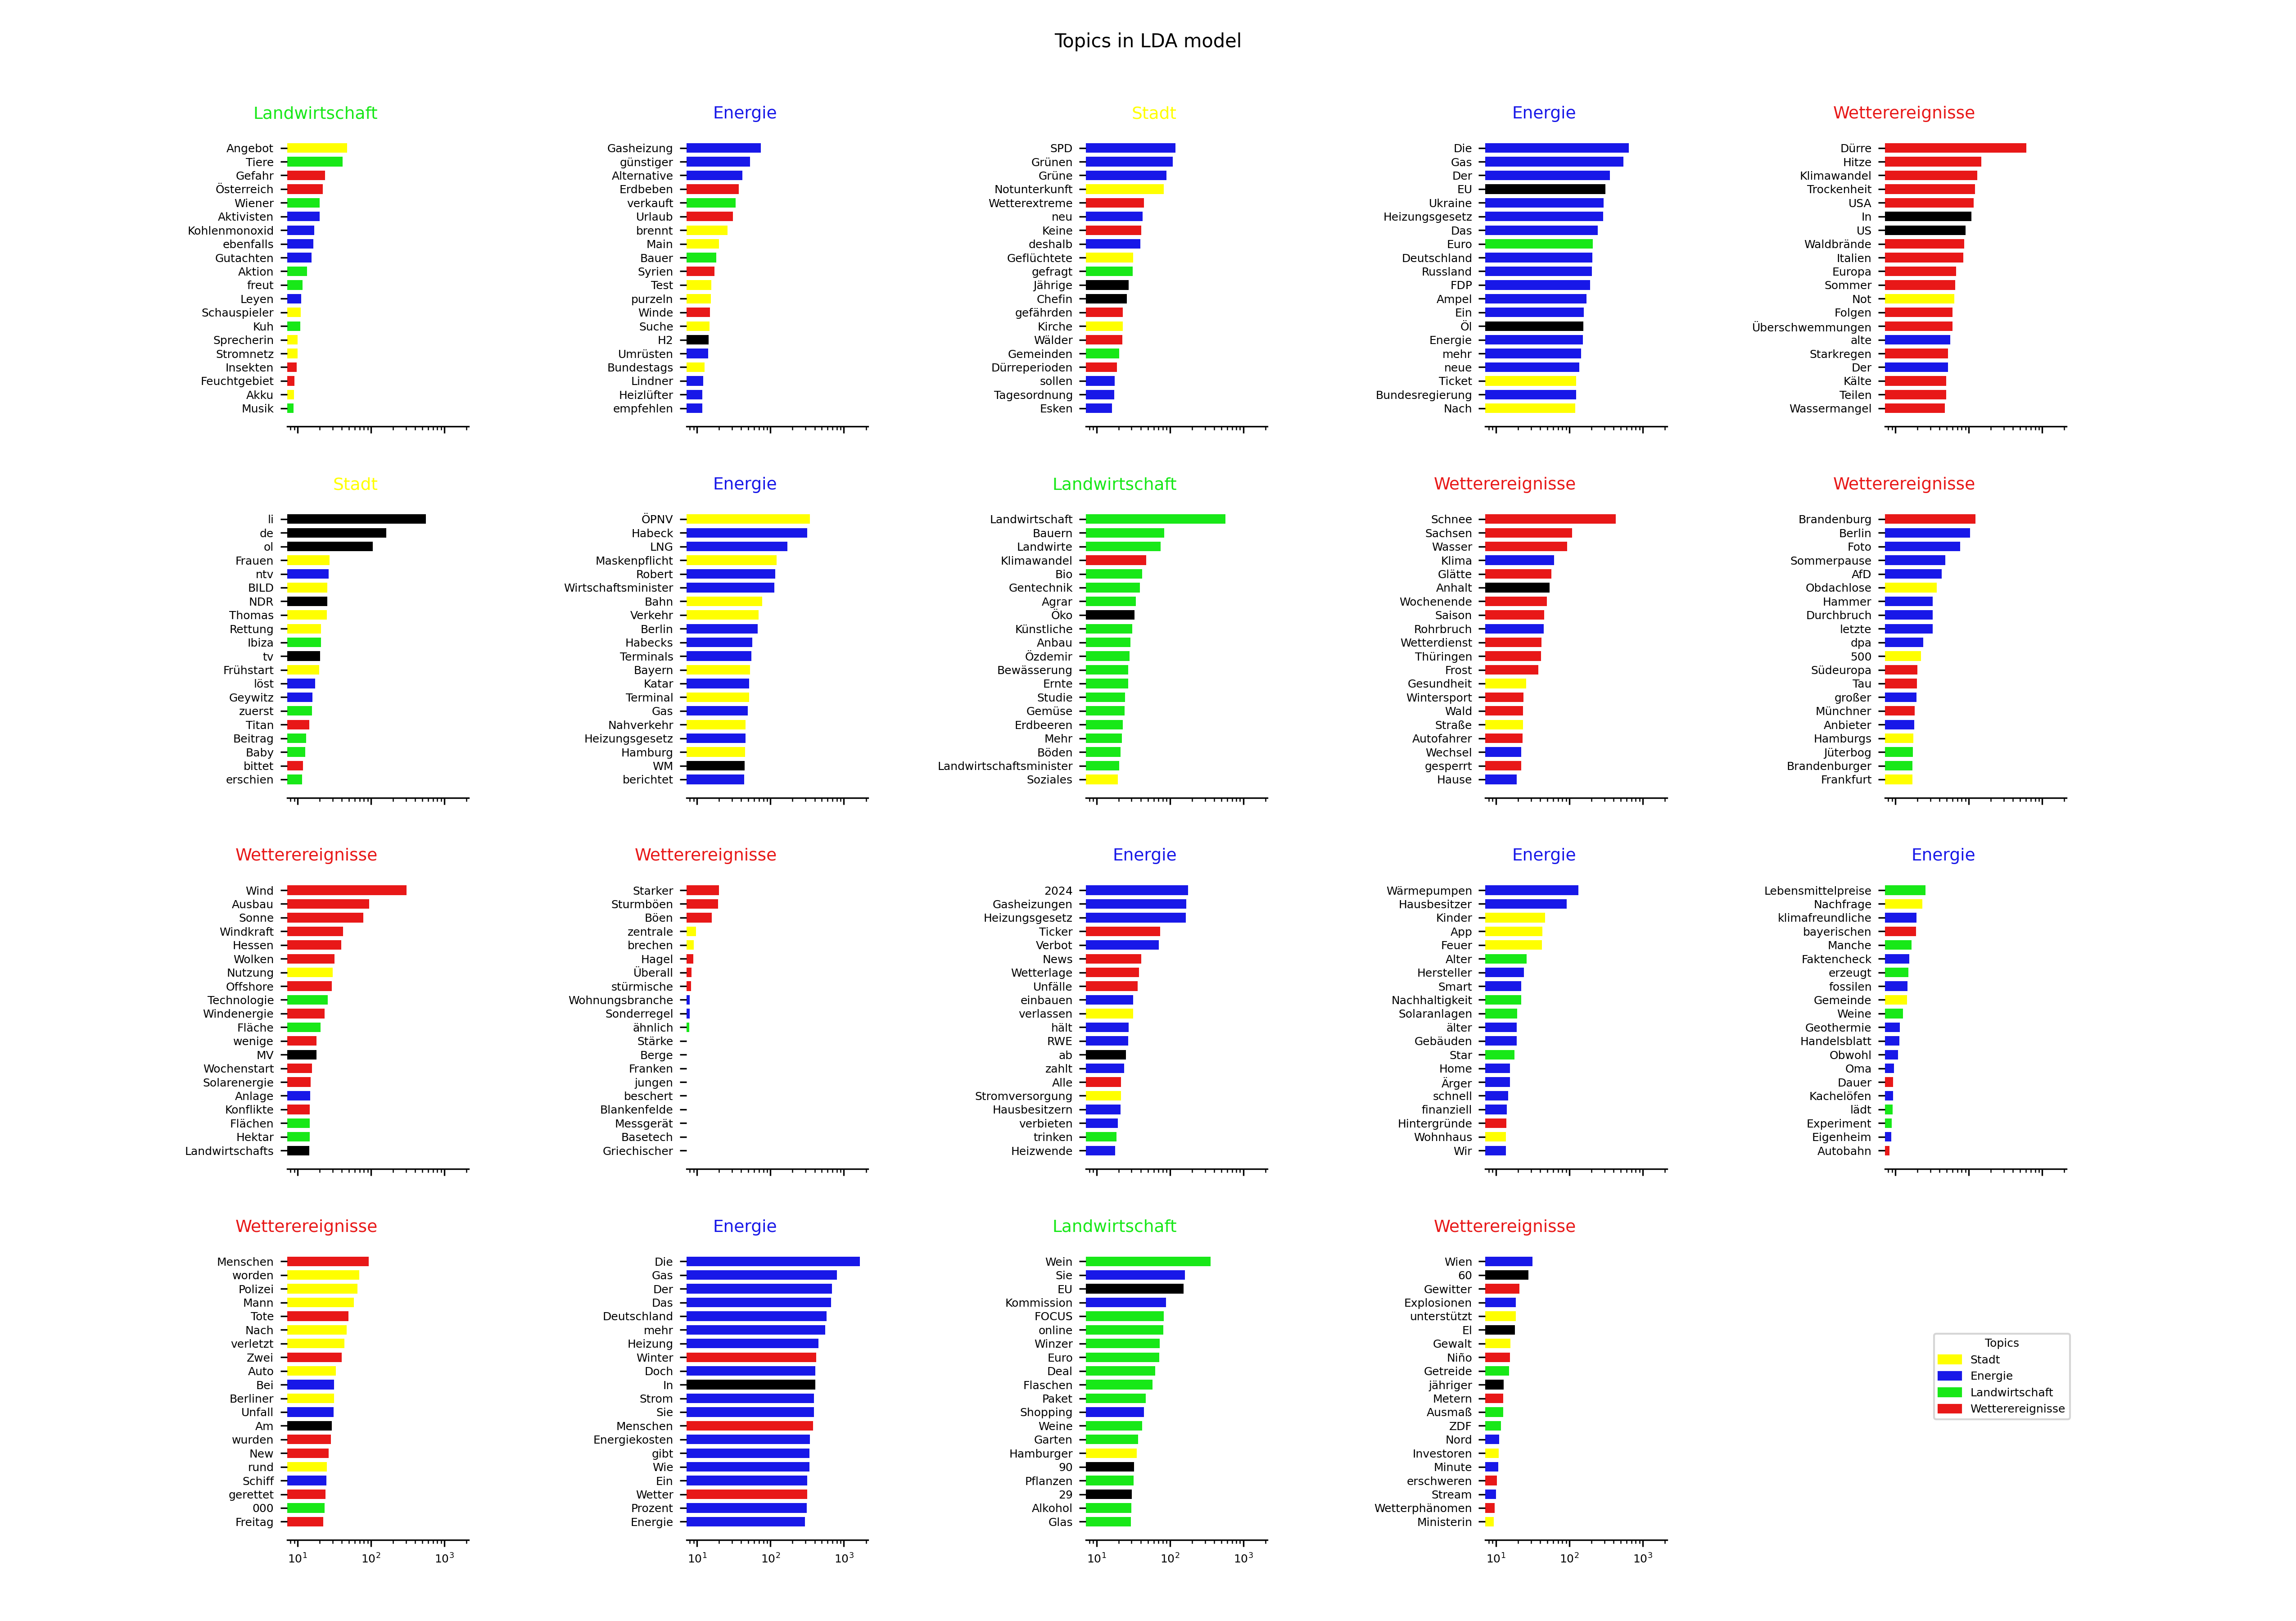 Topics in LDA model
Landwirtschaft
Angebot
Tiere
Gefahr
Österreich
Wiener
Aktivisten
Kohlenmonoxid
ebenfalls
Gutachten
Aktion
freut
Leyen
Schauspieler
Kuh
Sprecherin
Stromnetz
Insekten
Feuchtgebiet
Akku
Musik
Energie
Gasheizung
günstiger
Alternative
Erdbeben
verkauft
Urlaub
brennt
Main
Bauer
Syrien
Test
purzeln
Winde
Suche
H2
Umrüsten
Bundestags
Lindner
Heizlüfter
empfehlen
Stadt
SPD
Grünen
Grüne
Notunterkunft
Wetterextreme
neu
Keine
deshalb
Geflüchtete
gefragt
Jährige
Chefin
gefährden
Kirche
Wälder
Gemeinden
Dürreperioden
sollen
Tagesordnung
Esken
Energie
Die
Gas
Der
EU
Ukraine
Heizungsgesetz
Das
Euro
Deutschland
Russland
FDP
Ampel
Ein
Öl
Energie
mehr
neue
Ticket
Bundesregierung
Nach
Wetterereignisse
Dürre
Hitze
Klimawandel
Trockenheit
USA
In
US
Waldbrände
Italien
Europa
Sommer
Not
Folgen
Überschwemmungen
alte
Starkregen
Der
Kälte
Teilen
Wassermangel
Stadt
li
de
ol
Frauen
ntv
BILD
NDR
Thomas
Rettung
Ibiza
tv
Frühstart
löst
Geywitz
zuerst
Titan
Beitrag
Baby
bittet
erschien
Energie
ÖPNV
Habeck
LNG
Maskenpflicht
Robert
Wirtschaftsminister
Bahn
Verkehr
Berlin
Habecks
Terminals
Bayern
Katar
Terminal
Gas
Nahverkehr
Heizungsgesetz
Hamburg
WM
berichtet
Landwirtschaft
Landwirtschaft
Bauern
Landwirte
Klimawandel
Bio
Gentechnik
Agrar
Öko
Künstliche
Anbau
Özdemir
Bewässerung
Ernte
Studie
Gemüse
Erdbeeren
Mehr
Böden
Landwirtschaftsminister
Soziales
Wetterereignisse
Schnee
Sachsen
Wasser
Klima
Glätte
Anhalt
Wochenende
Saison
Rohrbruch
Wetterdienst
Thüringen
Frost
Gesundheit
Wintersport
Wald
Straße
Autofahrer
Wechsel
gesperrt
Hause
Wetterereignisse
Brandenburg
Berlin
Foto
Sommerpause
AfD
Obdachlose
Hammer
Durchbruch
letzte
dpa
500
Südeuropa
Tau
großer
Münchner
Anbieter
Hamburgs
Jüterbog
Brandenburger
Frankfurt
Wetterereignisse
Wind
Ausbau
Sonne
Windkraft
Hessen
Wolken
Nutzung
Offshore
Technologie
Windenergie
Fläche
wenige
MV
Wochenstart
Solarenergie
Anlage
Konflikte
Flächen
Hektar
Landwirtschafts
Wetterereignisse
Starker
Sturmböen
Böen
zentrale
brechen
Hagel
Überall
stürmische
Wohnungsbranche
Sonderregel
ähnlich
Stärke
Berge
Franken
jungen
beschert
Blankenfelde
Messgerät
Basetech
Griechischer
Energie
2024
Gasheizungen
Heizungsgesetz
Ticker
Verbot
News
Wetterlage
Unfälle
einbauen
verlassen
hält
RWE
ab
zahlt
Alle
Stromversorgung
Hausbesitzern
verbieten
trinken
Heizwende
Energie
Wärmepumpen
Hausbesitzer
Kinder
App
Feuer
Alter
Hersteller
Smart
Nachhaltigkeit
Solaranlagen
älter
Gebäuden
Star
Home
Ärger
schnell
finanziell
Hintergründe
Wohnhaus
Wir
Energie
Lebensmittelpreise
Nachfrage
klimafreundliche
bayerischen
Manche
Faktencheck
erzeugt
fossilen
Gemeinde
Weine
Geothermie
Handelsblatt
Obwohl
Oma
Dauer
Kachelöfen
lädt
Experiment
Eigenheim
Autobahn
Wetterereignisse
Menschen
worden
Polizei
Mann
Tote
Nach
verletzt
Zwei
Auto
Bei
Berliner
Unfall
Am
wurden
New
rund
Schiff
gerettet
000
Freitag
10¹ 10² 10³
Energie
Die
Gas
Der
Das
Deutschland
mehr
Heizung
Winter
Doch
In
Strom
Sie
Menschen
Energiekosten
gibt
Wie
Ein
Wetter
Prozent
Energie
10¹ 10² 10³
Landwirtschaft
Wein
Sie
EU
Kommission
FOCUS
online
Winzer
Euro
Deal
Flaschen
Paket
Shopping
Weine
Garten
Hamburger
90
Pflanzen
29
Alkohol
Glas
10¹ 10² 10³
Wetterereignisse
Wien
60
Gewitter
Explosionen
unterstützt
El
Gewalt
Niño
Getreide
jähriger
Metern
Ausmaß
ZDF
Nord
Investoren
Minute
erschweren
Stream
Wetterphänomen
Ministerin
10¹ 10² 10³
Topics
Stadt
Energie
Landwirtschaft
Wetterereignisse